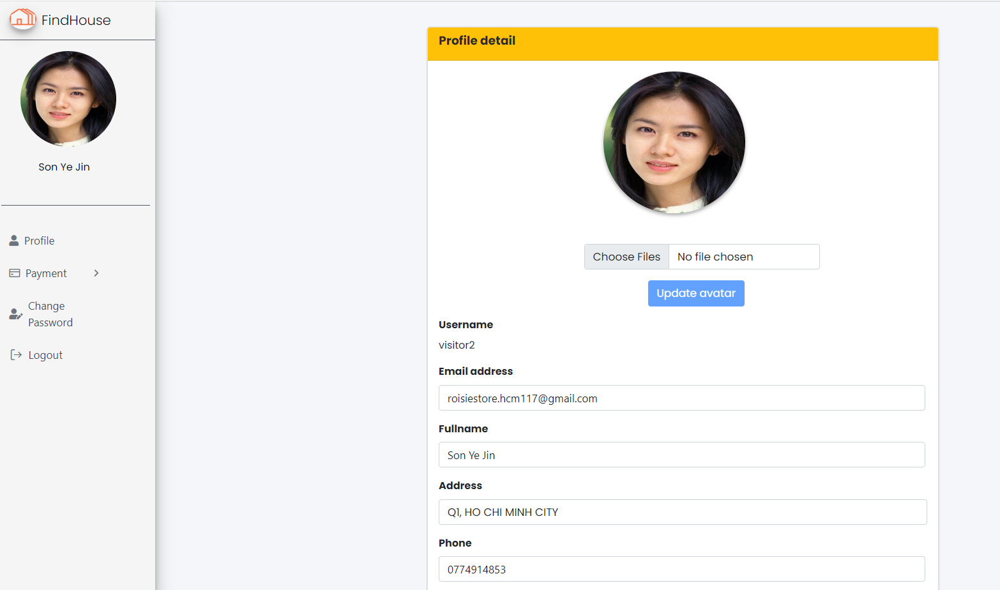 FindHouse
Son Ye Jin
Profile
Payment
Change
Password
Logout
Profile detail
Choose Files No file chosen
Update avatar
Username
visitor2
Email address
roisiestore.hcm117@gmail.com
Fullname
Son Ye Jin
Address
Q1, HO CHI MINH CITY
Phone
0774914853